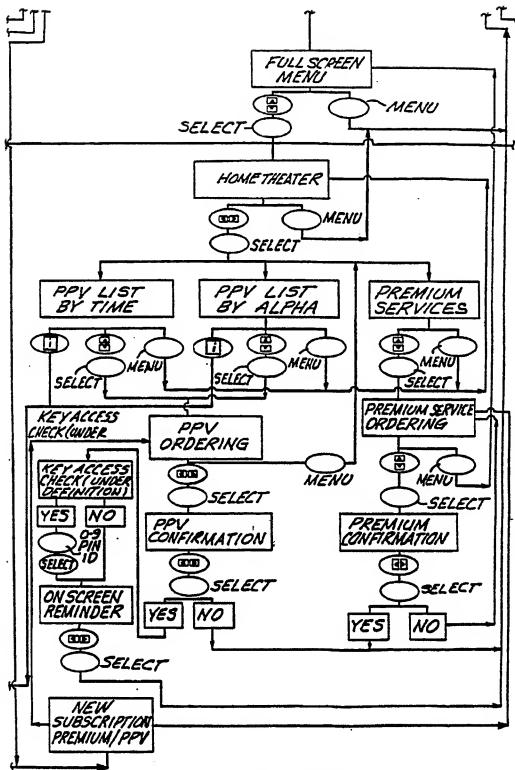 FULL SCREEN
MENU
SELECT
MENU
HOME THEATER
MENU
SELECT
PPV LIST
BY TIME
PPV LIST
BY ALPHA
PREMIUM
SERVICES
i
SELECT
MENU
i
SELECT
MENU
MENU
SELECT
KEY ACCESS
CHECK (UNDER
PPV
ORDERING
PREMIUM SERVICE
ORDERING
KEY ACCESS
CHECK (UNDER
DEFINITION)
MENU
MENU
YES
NO
SELECT
SELECT
0-9
PIN
ID
SELECT
PPV
CONFIRMATION
PREMIUM
CONFIRMATION
ON SCREEN
REMINDER
SELECT
SELECT
YES
NO
YES
NO
SELECT
NEW
SUBSCRIPTION
PREMIUM/PPV